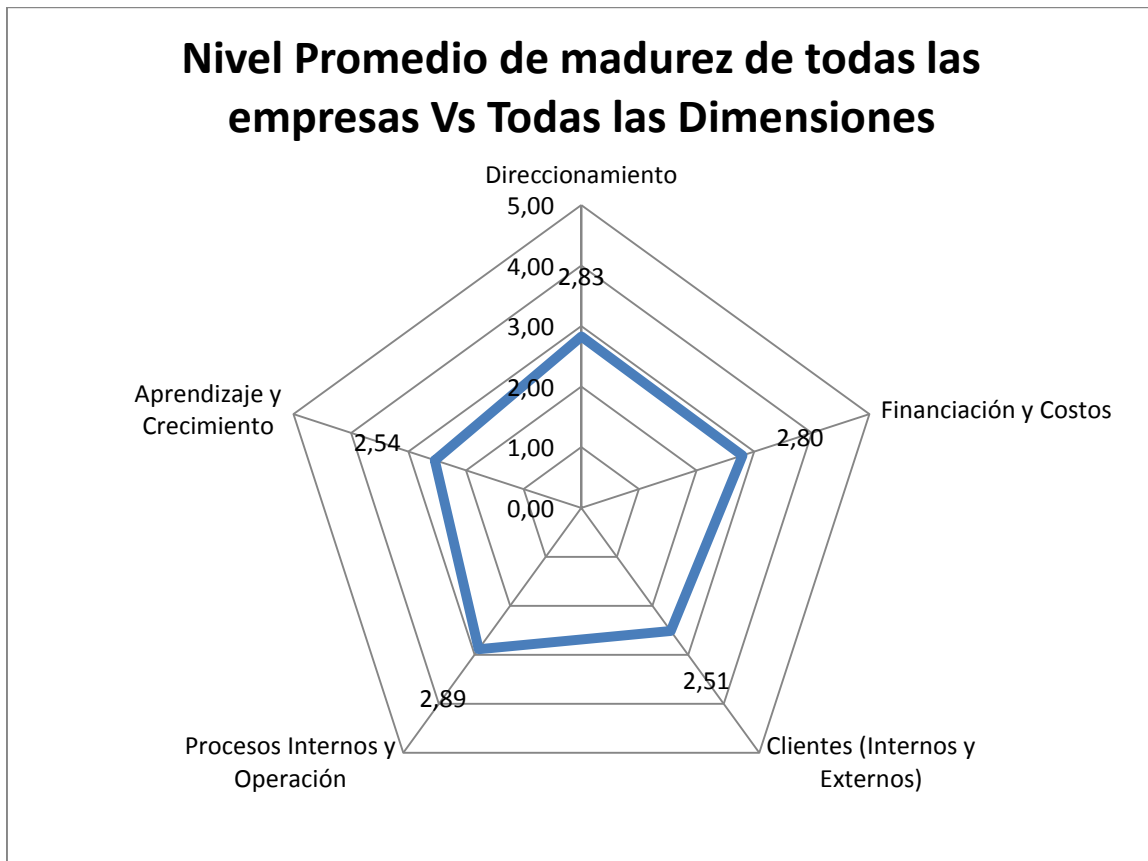 Nivel Promedio de madurez de todas las
empresas Vs Todas las Dimensiones
Direccionamiento
5,00
4,00
2,83
3,00
2,00
1,00
0,00
Financiación y Costos
2,80
Clientes (Internos y
Externos)
2,51
Procesos Internos y
Operación
2,89
Aprendizaje y
Crecimiento
2,54